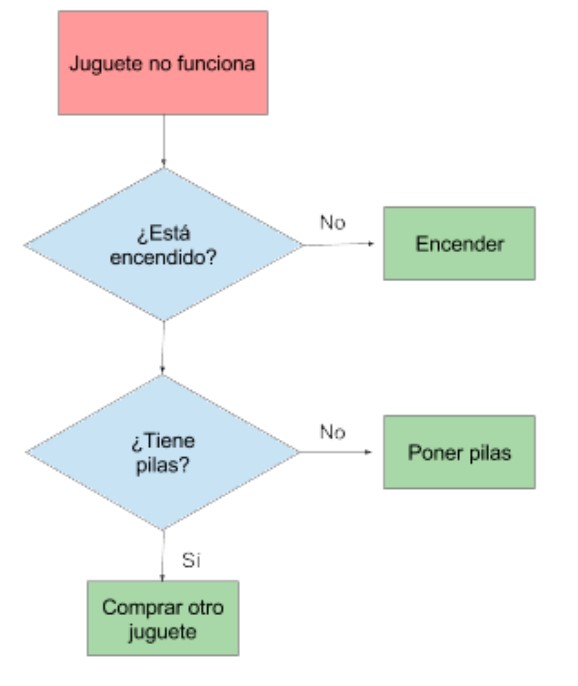 Juguete no funciona
¿Está
encendido?
No
Encender
¿Tiene
pilas?
No
Poner pilas
Sí
Comprar otro
juguete